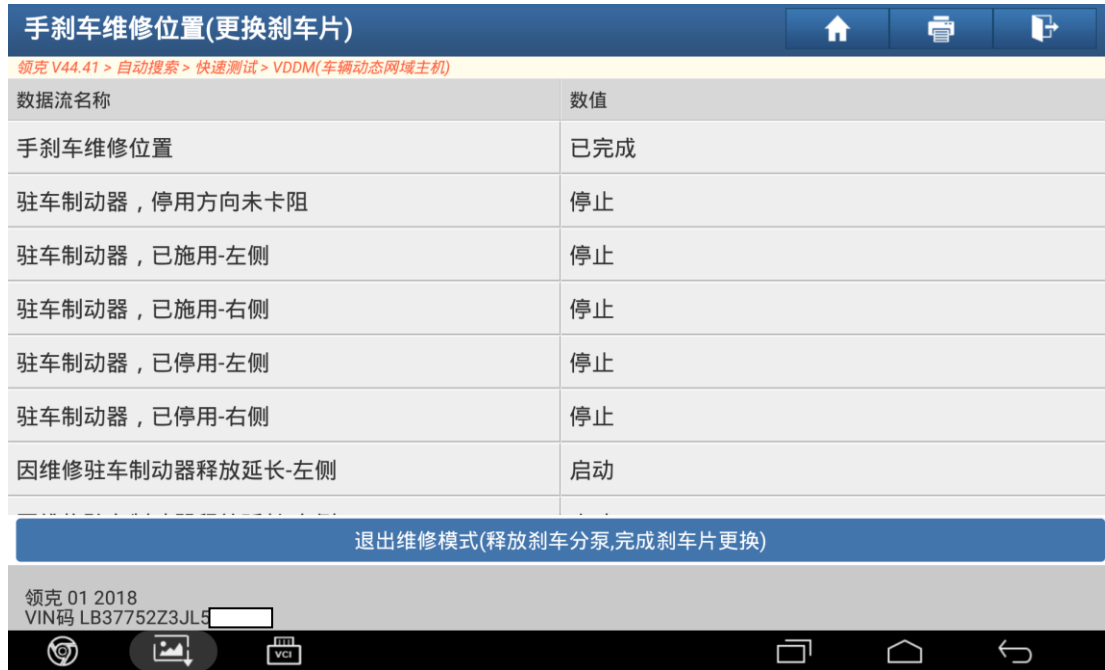 手刹车维修位置(更换刹车片)
领克 V44.41 > 自动搜索 > 快速测试 > VDDM(车辆动态网域主机)
数据流名称 数值
手刹车维修位置 已完成
驻车制动器，停用方向未卡阻 停止
驻车制动器，已施用-左侧 停止
驻车制动器，已施用-右侧 停止
驻车制动器，已停用-左侧 停止
驻车制动器，已停用-右侧 停止
因维修驻车制动器释放延长-左侧 启动
退出维修模式(释放刹车分泵,完成刹车片更换)
领克 01 2018
VIN码 LB37752Z3JL5
VCI